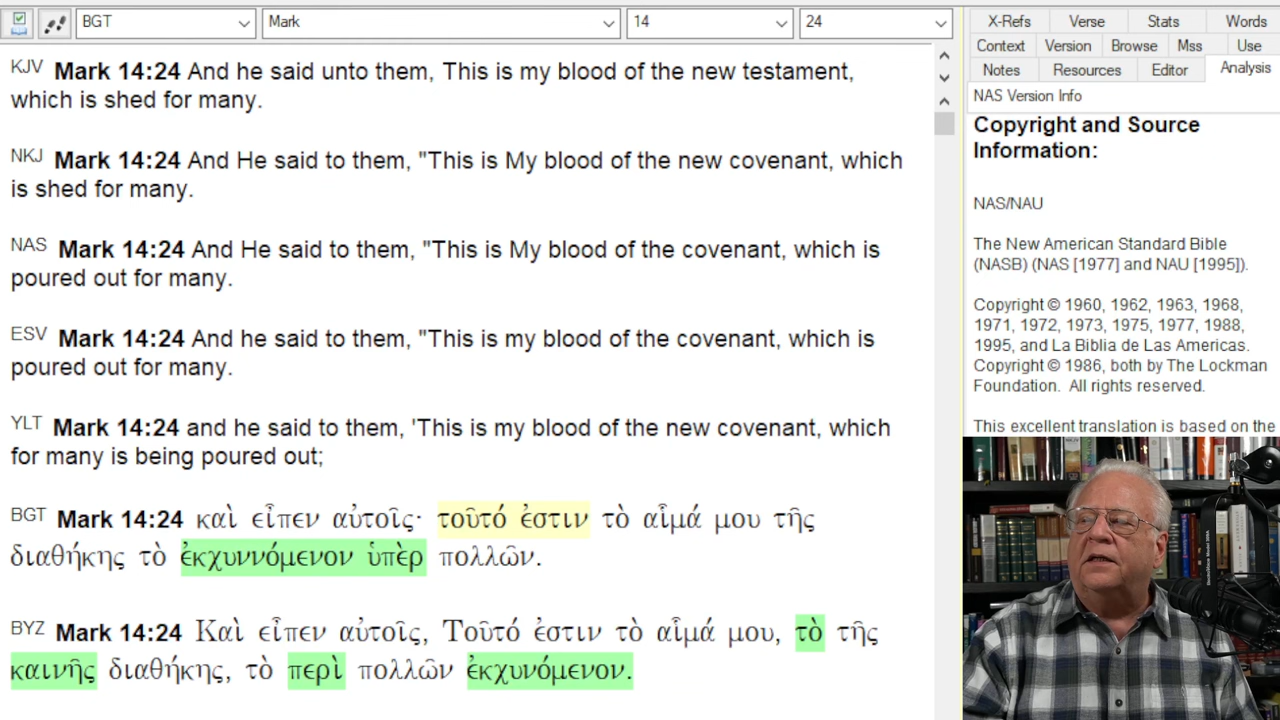 BGT Mark 14 24
KJV Mark 14:24 And he said unto them, This is my blood of the new testament,
which is shed for many.
NKJ Mark 14:24 And He said to them, "This is My blood of the new covenant, which
is shed for many.
NAS Mark 14:24 And He said to them, "This is My blood of the covenant, which is
poured out for many.
ESV Mark 14:24 And he said to them, "This is my blood of the covenant, which is
poured out for many.
YLT Mark 14:24 and he said to them, 'This is my blood of the new covenant, which
for many is being poured out;
BGT Mark 14:24 καὶ εἶπεν αὐτοῖς· τοῦτό ἐστιν τὸ αἷμά μου τῆς
διαθήκης τὸ ἐκχυννόμενον ὑπὲρ πολλῶν.
BYZ Mark 14:24 Καὶ εἶπεν αὐτοῖς, Τοῦτό ἐστιν τὸ αἷμά μου, τὸ τῆς
καινῆς διαθήκης, τὸ περὶ πολλῶν ἐκχυνόμενον.
X-Refs Verse Stats Words
Context Version Browse Mss Use
Notes Resources Editor Analysis
NAS Version Info
Copyright and Source
Information:
NAS/NAU
The New American Standard Bible
(NASB) (NAS [1977] and NAU [1995]).
Copyright © 1960, 1962, 1963, 1968,
1971, 1972, 1973, 1975, 1977, 1988,
1995, and La Biblia de Las Americas.
Copyright © 1986, both by The Lockman
Foundation. All rights reserved.
This excellent translation is based on the